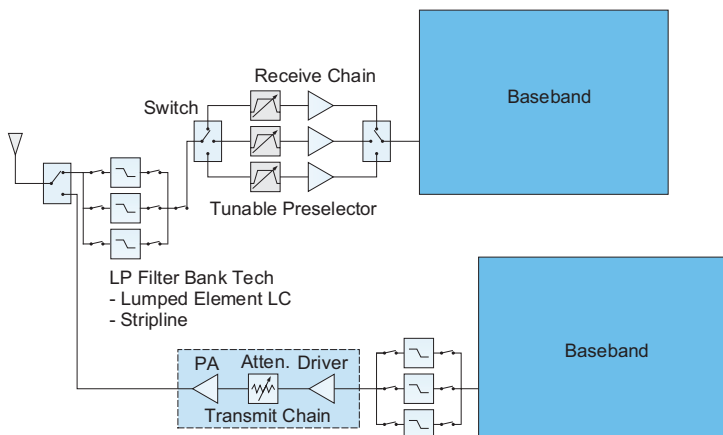 Receive Chain
Baseband
Switch
Tunable Preselector
LP Filter Bank Tech
- Lumped Element LC
- Stripline
Baseband
PA Atten. Driver
Transmit Chain